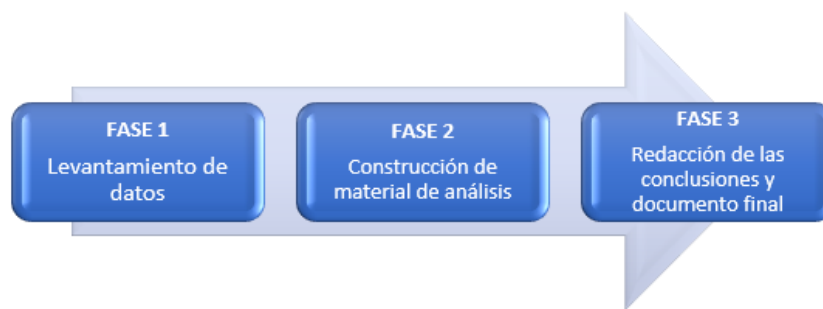 FASE 1
Levantamiento de
datos
FASE 2
Construcción de
material de análisis
FASE 3
Redacción de las
conclusiones y
documento final